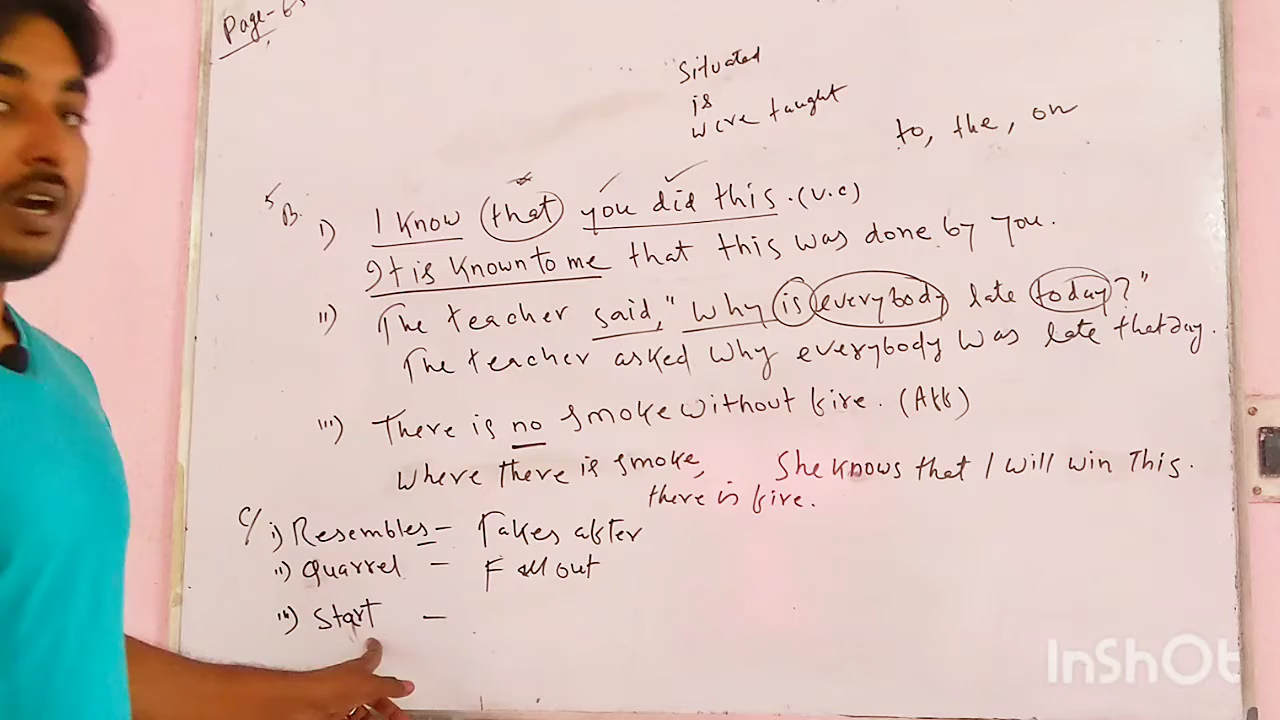 Page-65
situated
is
were taught
to, the, on
5 B. i) I know that you did this. (V.C)
It is known to me that this was done by you.
ii) The teacher said, "Why is everybody late today?"
The teacher asked why everybody was late that day.
iii) There is no smoke without fire. (Aff)
Where there is smoke,
there is fire.
She knows that I will win this.
C/ i) Resembles - Takes after
ii) Quarrel - Fall out
iii) Start -
InShOt